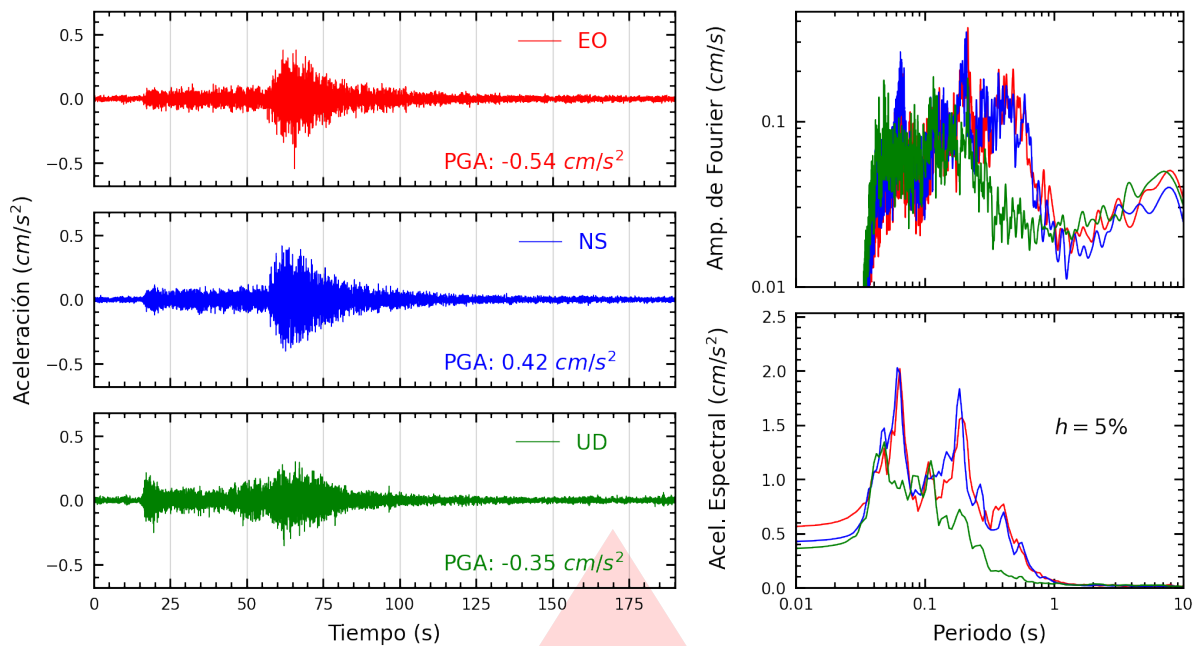 Aceleración (cm/s²)
0.5
0.0
−0.5
EO
PGA: -0.54 cm/s²
0.5
0.0
−0.5
NS
PGA: 0.42 cm/s²
0.5
0.0
−0.5
UD
PGA: -0.35 cm/s²
0 25 50 75 100 125 150 175
Tiempo (s)
Amp. de Fourier (cm/s)
0.1
0.01
Acel. Espectral (cm/s²)
2.5
2.0
1.5
1.0
0.5
0.0
h = 5%
0.01 0.1 1 10
Periodo (s)